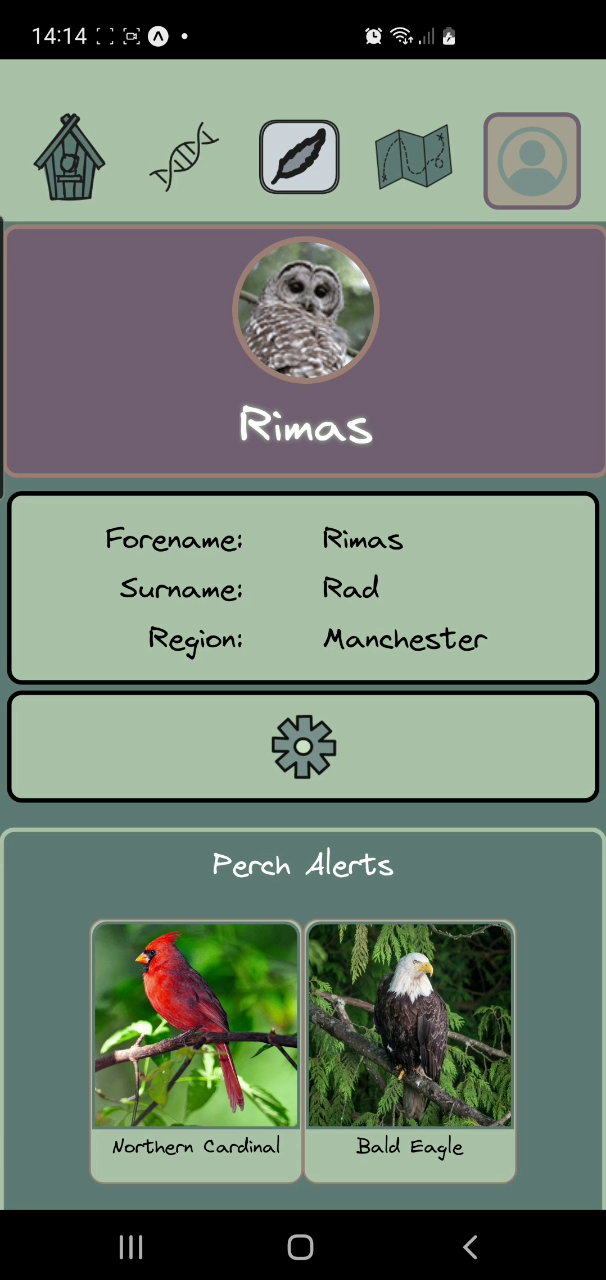 14:14
Rimas
Forename: Rimas
Surname: Rad
Region: Manchester
Perch Alerts
Northern Cardinal
Bald Eagle